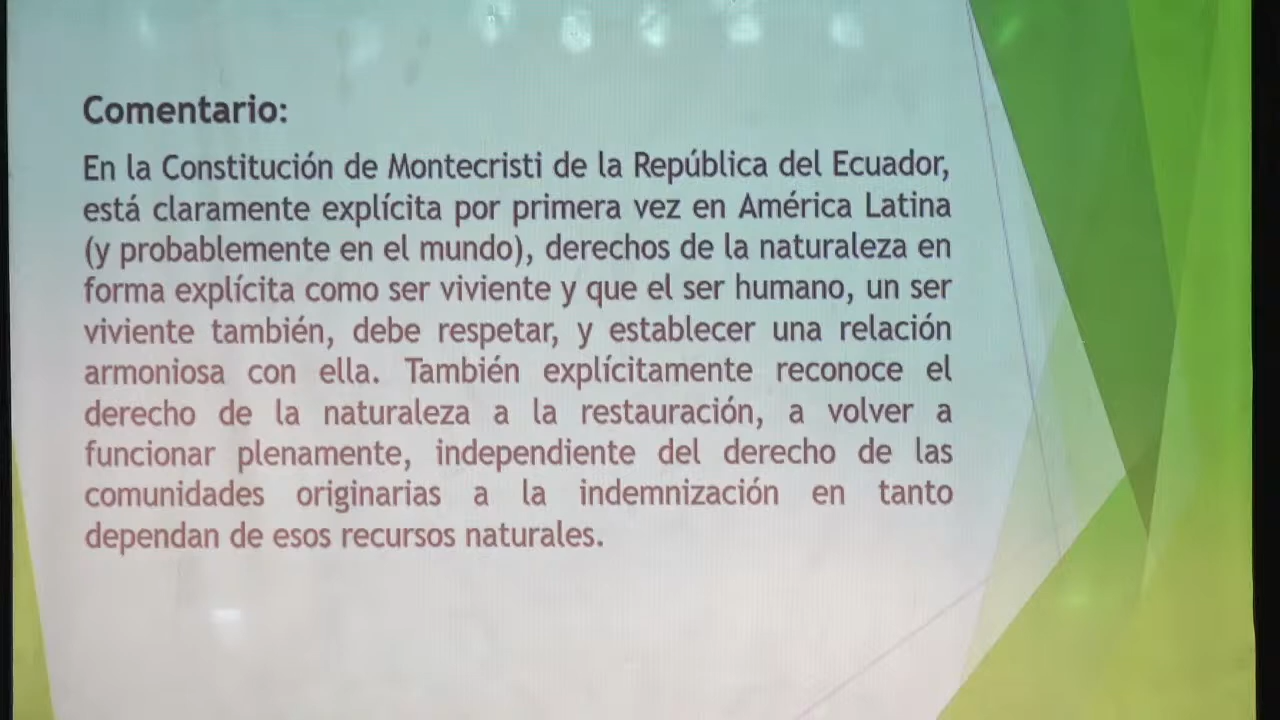 Comentario:
En la Constitución de Montecristi de la República del Ecuador,
está claramente explícita por primera vez en América Latina
(y probablemente en el mundo), derechos de la naturaleza en
forma explícita como ser viviente y que el ser humano, un ser
viviente también, debe respetar, y establecer una relación
armoniosa con ella. También explícitamente reconoce el
derecho de la naturaleza a la restauración, a volver a
funcionar plenamente, independiente del derecho de las
comunidades originarias a la indemnización en tanto
dependan de esos recursos naturales.